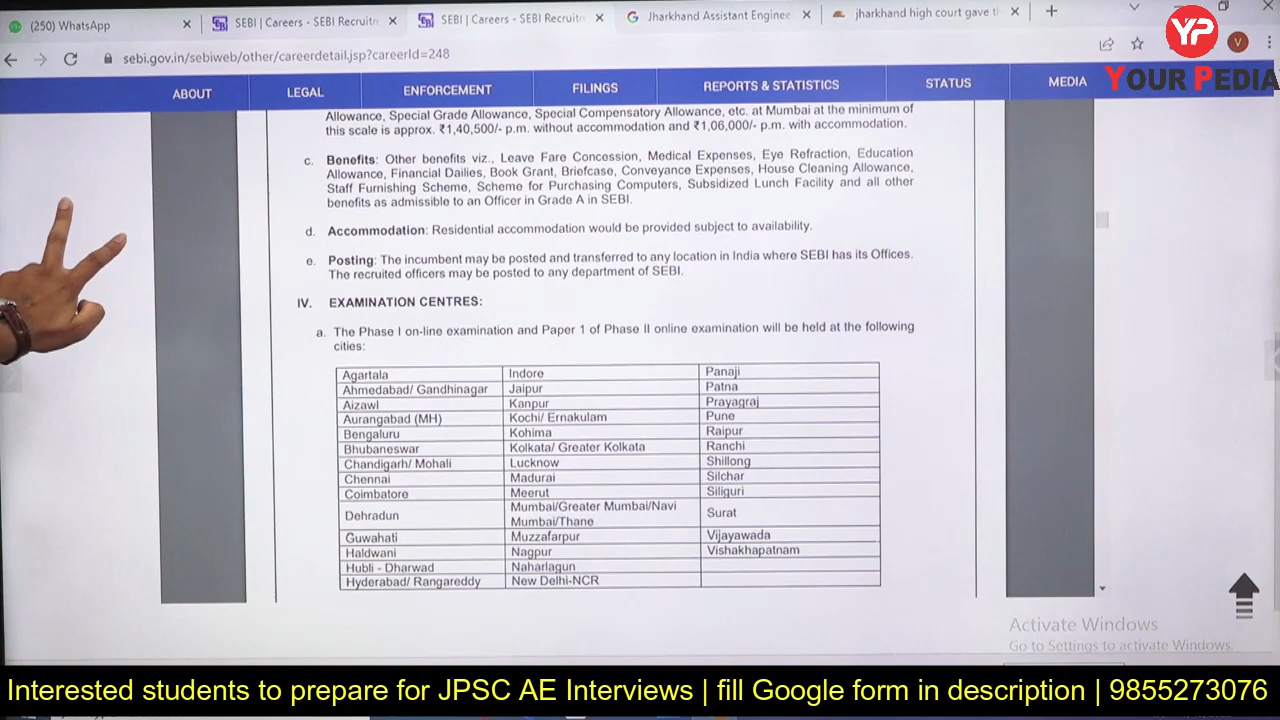 (250) WhatsApp
SEBI | Careers - SEBI Recruitm
SEBI | Careers - SEBI Recruitm
Jharkhand Assistant Enginee
jharkhand high court gave th
sebi.gov.in/sebiweb/other/careerdetail.jsp?careerId=248
V
YP
YOUR PEDIA
ABOUT LEGAL ENFORCEMENT FILINGS REPORTS & STATISTICS STATUS MEDIA
Allowance, Special Grade Allowance, Special Compensatory Allowance, etc. at Mumbai at the minimum of
this scale is approx. ₹1,40,500/- p.m. without accommodation and ₹1,06,000/- p.m. with accommodation.
c. Benefits: Other benefits viz., Leave Fare Concession, Medical Expenses, Eye Refraction, Education
Allowance, Financial Dailies, Book Grant, Briefcase, Conveyance Expenses, House Cleaning Allowance,
Staff Furnishing Scheme, Scheme for Purchasing Computers, Subsidized Lunch Facility and all other
benefits as admissible to an Officer in Grade A in SEBI.
d. Accommodation: Residential accommodation would be provided subject to availability.
e. Posting: The incumbent may be posted and transferred to any location in India where SEBI has its Offices.
The recruited officers may be posted to any department of SEBI.
IV. EXAMINATION CENTRES:
a. The Phase I on-line examination and Paper 1 of Phase II online examination will be held at the following
cities:
Agartala Indore Panaji
Ahmedabad/ Gandhinagar Jaipur Patna
Aizawl Kanpur Prayagraj
Aurangabad (MH) Kochi/ Ernakulam Pune
Bengaluru Kohima Raipur
Bhubaneswar Kolkata/ Greater Kolkata Ranchi
Chandigarh/ Mohali Lucknow Shillong
Chennai Madurai Silchar
Coimbatore Meerut Siliguri
Dehradun Mumbai/Greater Mumbai/Navi Surat
Mumbai/Thane
Guwahati Muzzafarpur Vijayawada
Haldwani Nagpur Vishakhapatnam
Hubli - Dharwad Naharlagun
Hyderabad/ Rangareddy New Delhi-NCR
Activate Windows
Go to Settings to activate Windows.
Interested students to prepare for JPSC AE Interviews | fill Google form in description | 9855273076